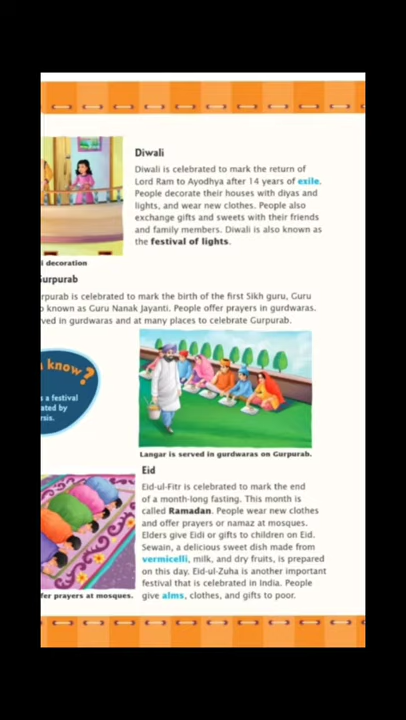 Diwali
Diwali is celebrated to mark the return of
Lord Ram to Ayodhya after 14 years of exile.
People decorate their houses with diyas and
lights, and wear new clothes. People also
exchange gifts and sweets with their friends
and family members. Diwali is also known as
the festival of lights.
decoration
Gurpurab
rpurab is celebrated to mark the birth of the first Sikh guru, Guru
known as Guru Nanak Jayanti. People offer prayers in gurdwaras.
ved in gurdwaras and at many places to celebrate Gurpurab.
know?
s a festival
ated by
rsis.
Langar is served in gurdwaras on Gurpurab.
Eid
Eid-ul-Fitr is celebrated to mark the end
of a month-long fasting. This month is
called Ramadan. People wear new clothes
and offer prayers or namaz at mosques.
Elders give Eidi or gifts to children on Eid.
Sewain, a delicious sweet dish made from
vermicelli, milk, and dry fruits, is prepared
on this day. Eid-ul-Zuha is another important
festival that is celebrated in India. People
give alms, clothes, and gifts to poor.
fer prayers at mosques.